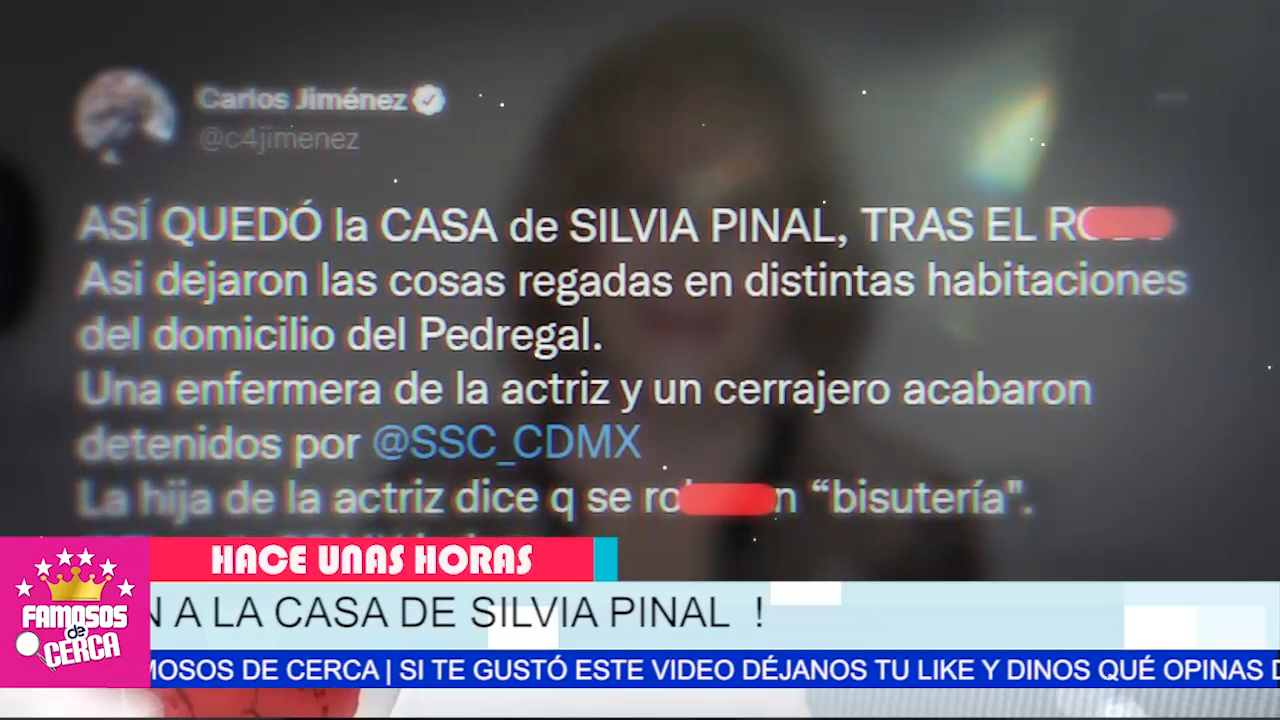 Carlos Jiménez
@c4jimenez
ASÍ QUEDÓ la CASA de SILVIA PINAL, TRAS EL
Asi dejaron las cosas regadas en distintas habitaciones
del domicilio del Pedregal.
Una enfermera de la actriz y un cerrajero acabaron
detenidos por @SSC_CDMX
La hija de la actriz dice q se "bisutería".
HACE UNAS HORAS
N A LA CASA DE SILVIA PINAL !
MOSOS DE CERCA | SI TE GUSTÓ ESTE VIDEO DÉJANOS TU LIKE Y DINOS QUÉ OPINAS D
FAMOSOS
de
CERCA